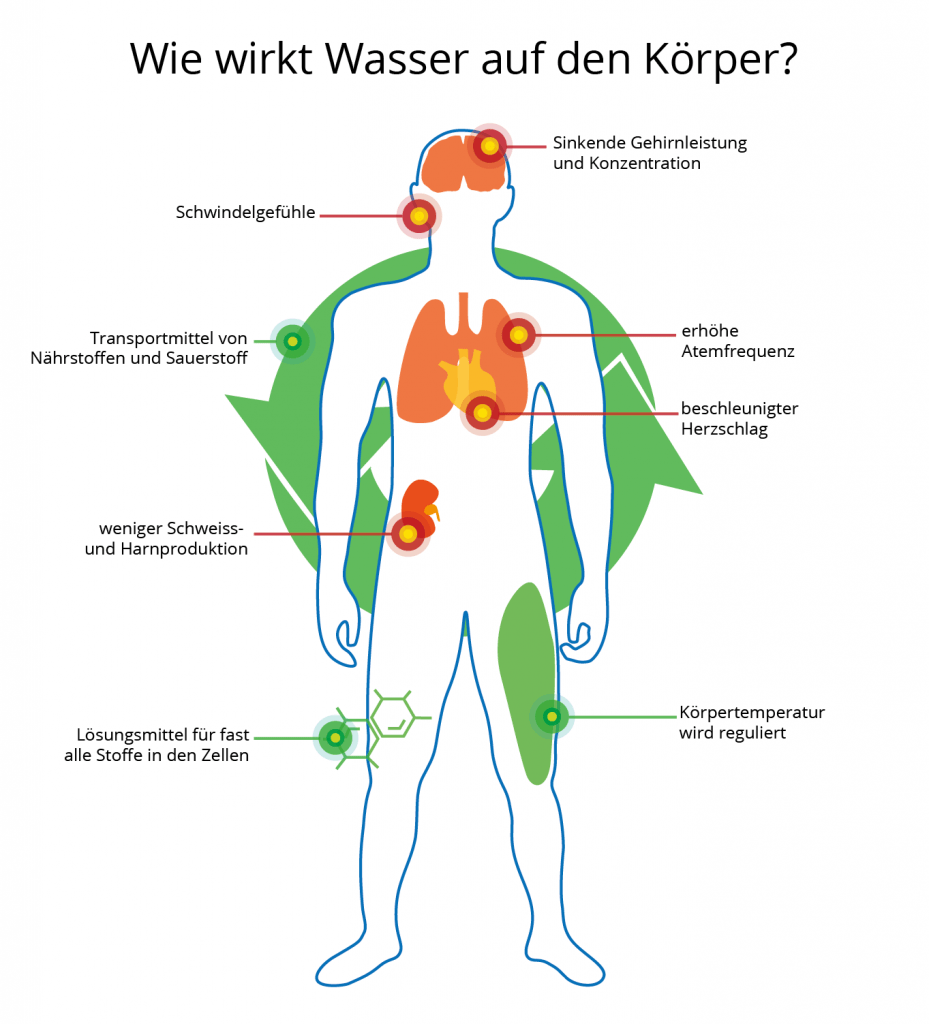 Wie wirkt Wasser auf den Körper?
Sinkende Gehirnleistung
und Konzentration
Schwindelgefühle
Transportmittel von
Nährstoffen und Sauerstoff
erhöhe
Atemfrequenz
beschleunigter
Herzschlag
weniger Schweiss-
und Harnproduktion
Lösungsmittel für fast
alle Stoffe in den Zellen
Körpertemperatur
wird reguliert